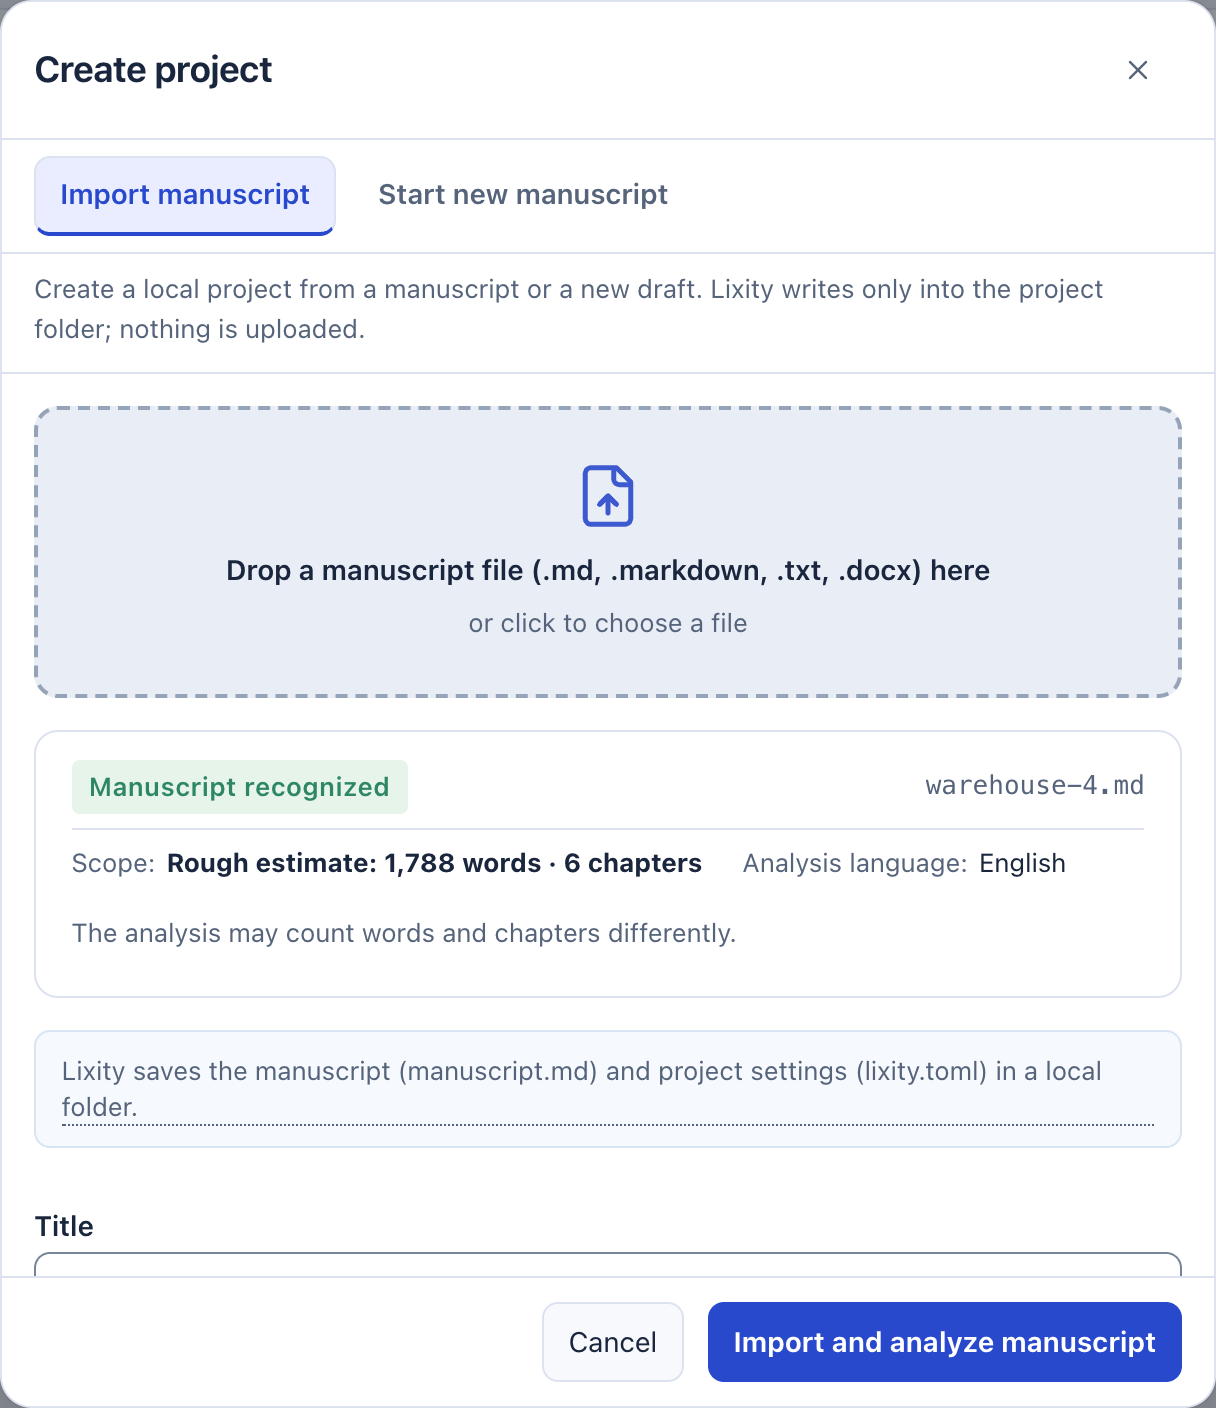 Create project
Import manuscript
Start new manuscript
Create a local project from a manuscript or a new draft. Lixity writes only into the project
folder; nothing is uploaded.
Drop a manuscript file (.md, .markdown, .txt, .docx) here
or click to choose a file
Manuscript recognized
warehouse-4.md
Scope: Rough estimate: 1,788 words · 6 chapters
Analysis language: English
The analysis may count words and chapters differently.
Lixity saves the manuscript (manuscript.md) and project settings (lixity.toml) in a local
folder.
Title
Cancel
Import and analyze manuscript